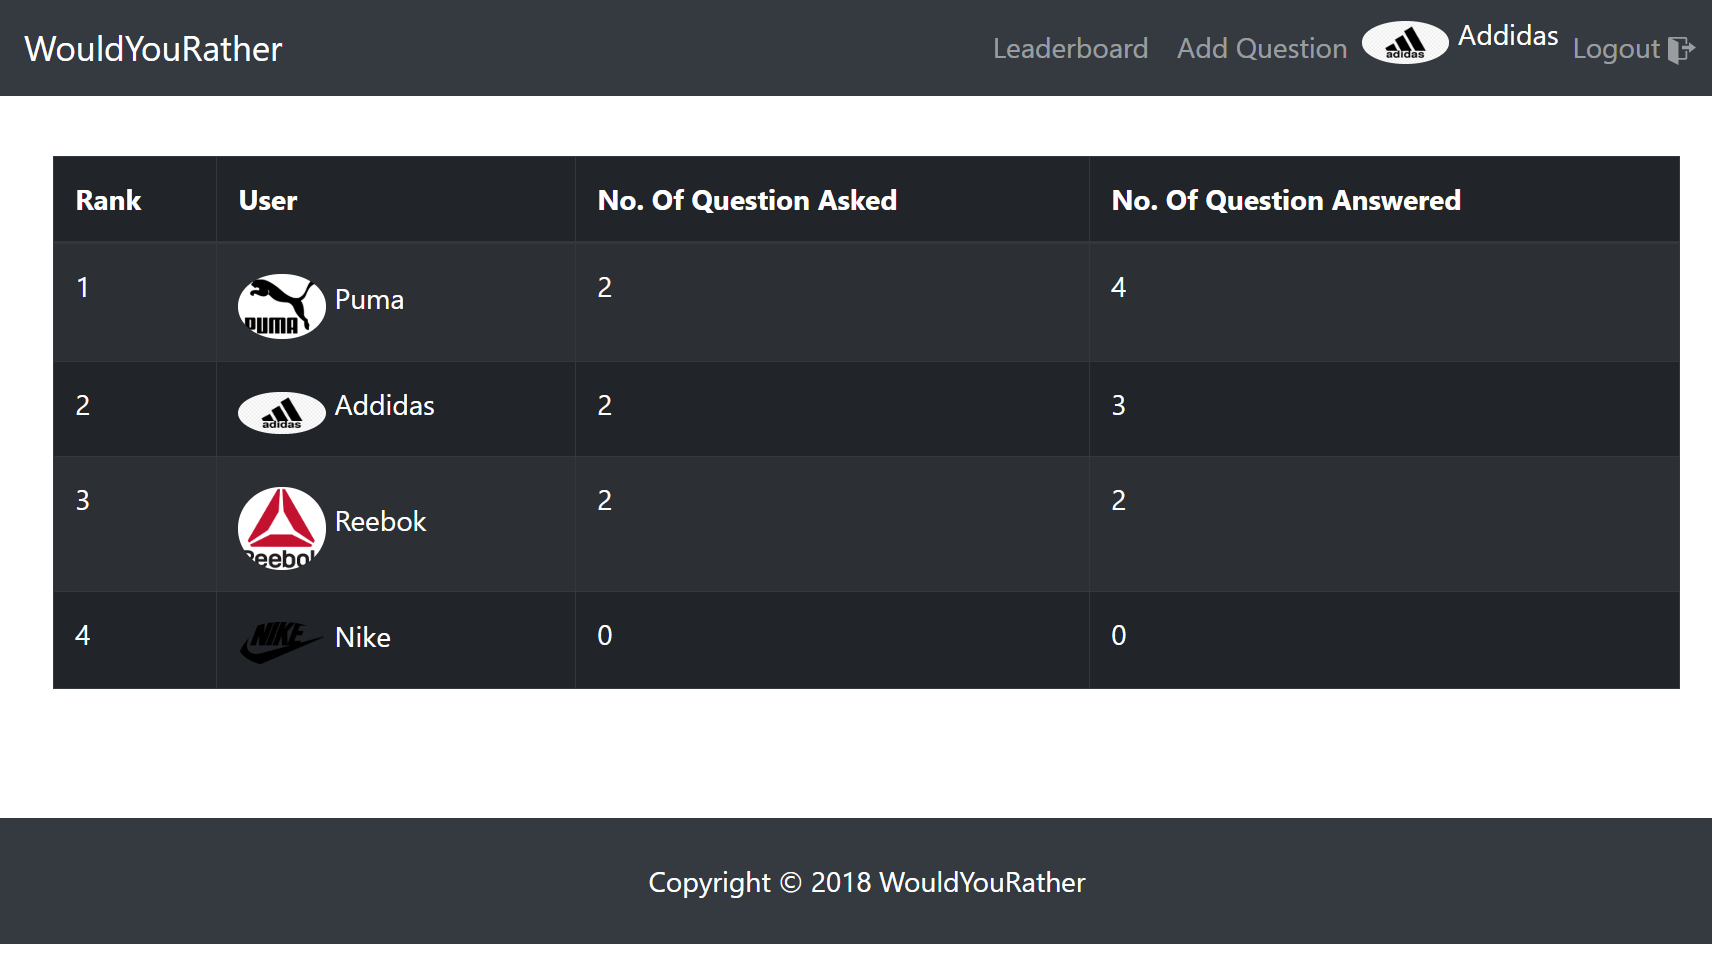 WouldYouRather
Leaderboard Add Question adidas Addidas Logout
Rank User No. Of Question Asked No. Of Question Answered
1 PUMA Puma 2 4
2 adidas Addidas 2 3
3 Reebok Reebok 2 2
4 NIKE Nike 0 0
Copyright © 2018 WouldYouRather